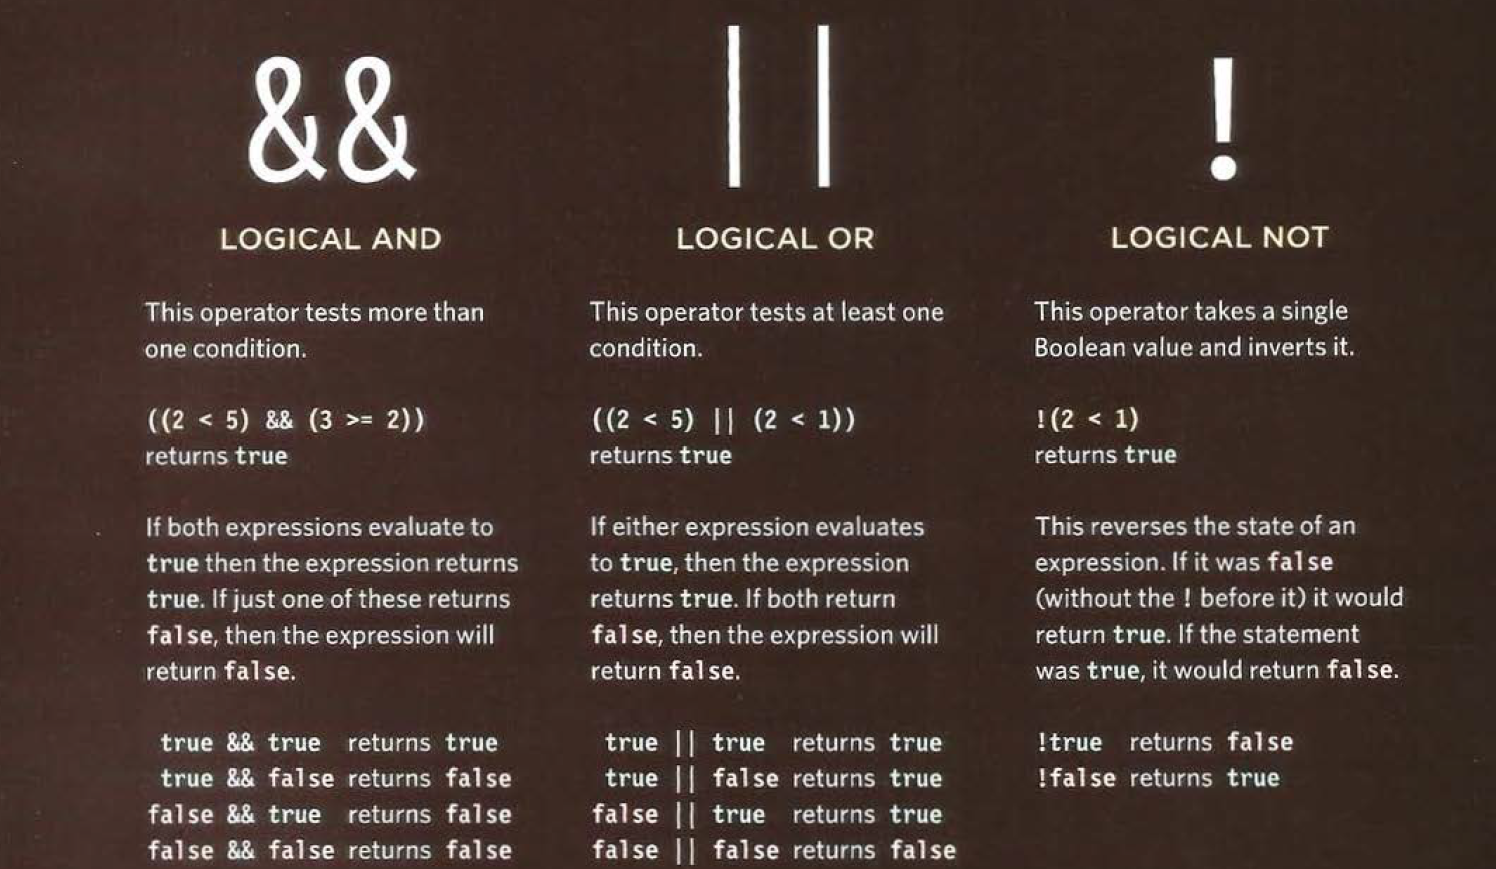 &&
LOGICAL AND
This operator tests more than
one condition.
((2 < 5) && (3 >= 2))
returns true
If both expressions evaluate to
true then the expression returns
true. If just one of these returns
false, then the expression will
return false.
true && true returns true
true && false returns false
false && true returns false
false && false returns false
||
LOGICAL OR
This operator tests at least one
condition.
((2 < 5) || (2 < 1))
returns true
If either expression evaluates
to true, then the expression
returns true. If both return
false, then the expression will
return false.
true || true returns true
true || false returns true
false || true returns true
false || false returns false
!
LOGICAL NOT
This operator takes a single
Boolean value and inverts it.
!(2 < 1)
returns true
This reverses the state of an
expression. If it was false
(without the ! before it) it would
return true. If the statement
was true, it would return false.
!true returns false
!false returns true